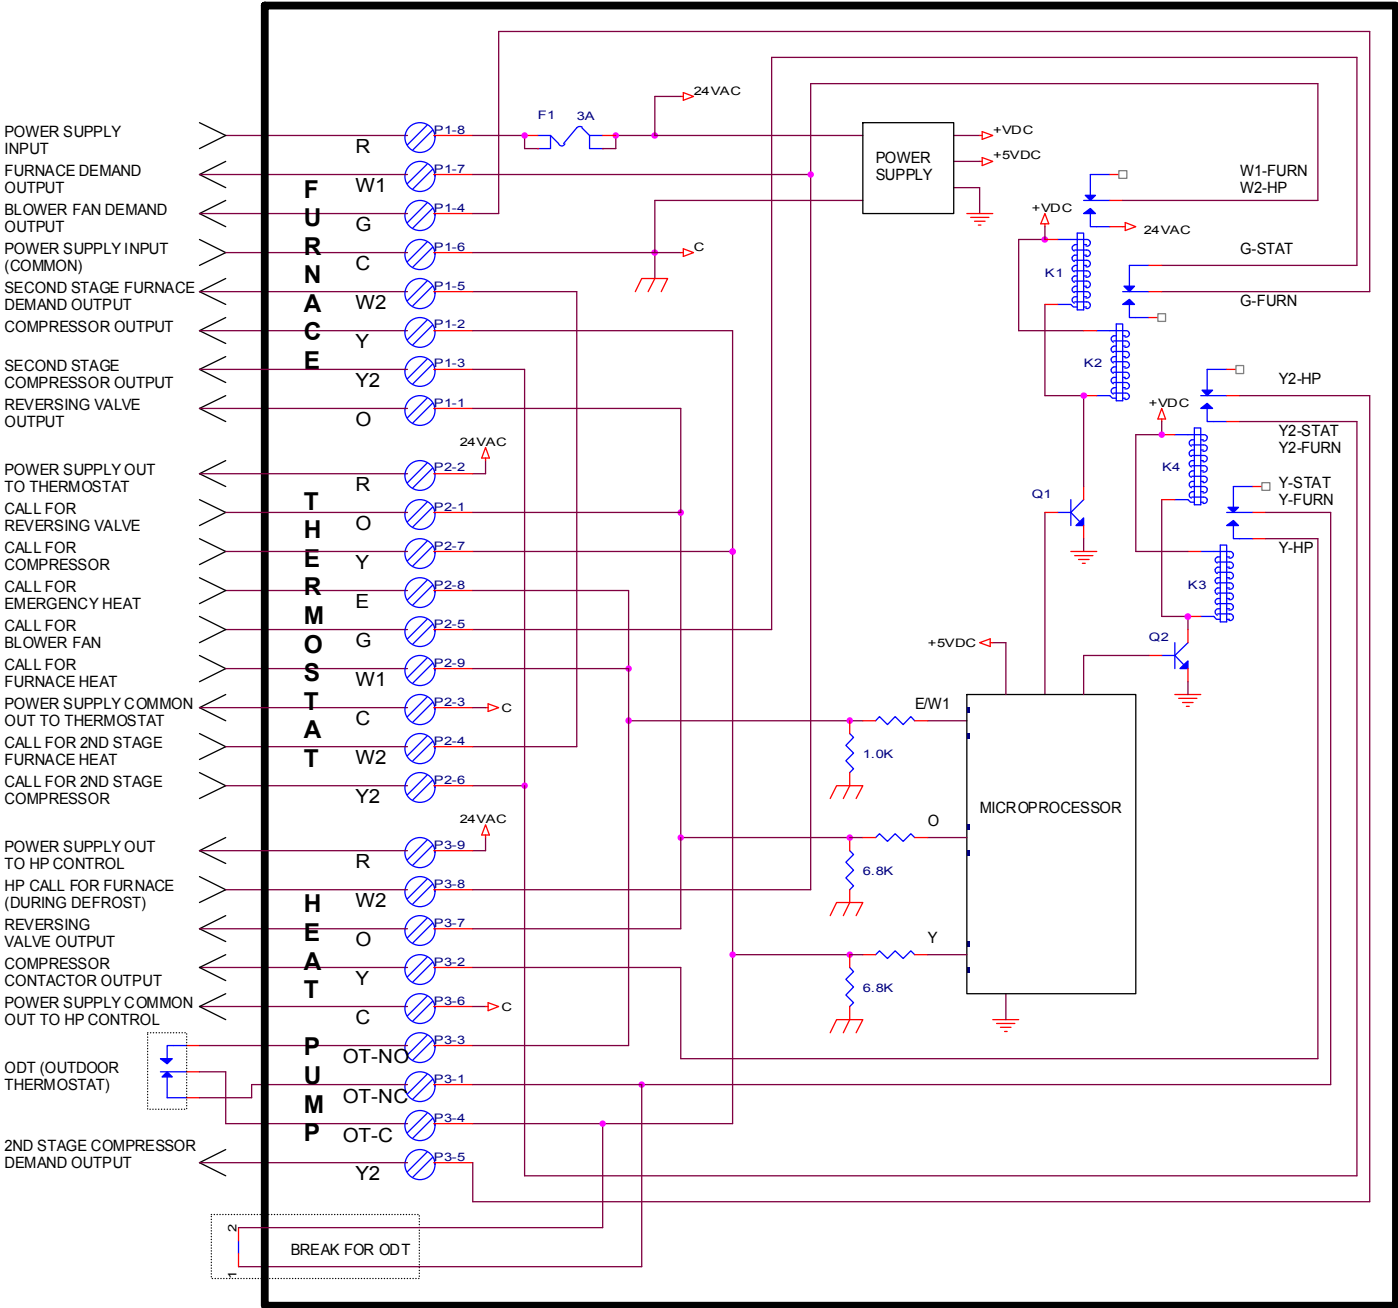 POWER SUPPLY
INPUT
R
P1-8
F1
3A
24VAC
FURNACE DEMAND
OUTPUT
W1
P1-7
BLOWER FAN DEMAND
OUTPUT
G
P1-4
POWER SUPPLY INPUT
(COMMON)
C
P1-6
C
SECOND STAGE FURNACE
DEMAND OUTPUT
W2
P1-5
COMPRESSOR OUTPUT
Y
P1-2
SECOND STAGE
COMPRESSOR OUTPUT
Y2
P1-3
REVERSING VALVE
OUTPUT
O
P1-1
FURNACE
POWER SUPPLY OUT
TO THERMOSTAT
R
P2-2
24VAC
CALL FOR
REVERSING VALVE
O
P2-1
CALL FOR
COMPRESSOR
Y
P2-7
CALL FOR
EMERGENCY HEAT
E
P2-8
CALL FOR
BLOWER FAN
G
P2-5
CALL FOR
FURNACE HEAT
W1
P2-9
POWER SUPPLY COMMON
OUT TO THERMOSTAT
C
P2-3
C
CALL FOR 2ND STAGE
FURNACE HEAT
W2
P2-4
CALL FOR 2ND STAGE
COMPRESSOR
Y2
P2-6
THERMOSTAT
POWER SUPPLY OUT
TO HP CONTROL
R
P3-9
24VAC
HP CALL FOR FURNACE
(DURING DEFROST)
W2
P3-8
REVERSING
VALVE OUTPUT
O
P3-7
COMPRESSOR
CONTACTOR OUTPUT
Y
P3-2
POWER SUPPLY COMMON
OUT TO HP CONTROL
C
P3-6
C
OT-NO
P3-3
ODT (OUTDOOR
THERMOSTAT)
OT-NC
P3-1
OT-C
P3-4
2ND STAGE COMPRESSOR
DEMAND OUTPUT
Y2
P3-5
HEAT PUMP
2
1
BREAK FOR ODT
POWER
SUPPLY
+VDC
+5VDC
W1-FURN
W2-HP
+VDC
24VAC
K1
G-STAT
G-FURN
K2
Y2-HP
+VDC
Y2-STAT
Y2-FURN
K4
Y-STAT
Y-FURN
Y-HP
K3
Q1
Q2
+5VDC
E/W1
1.0K
MICROPROCESSOR
O
6.8K
Y
6.8K